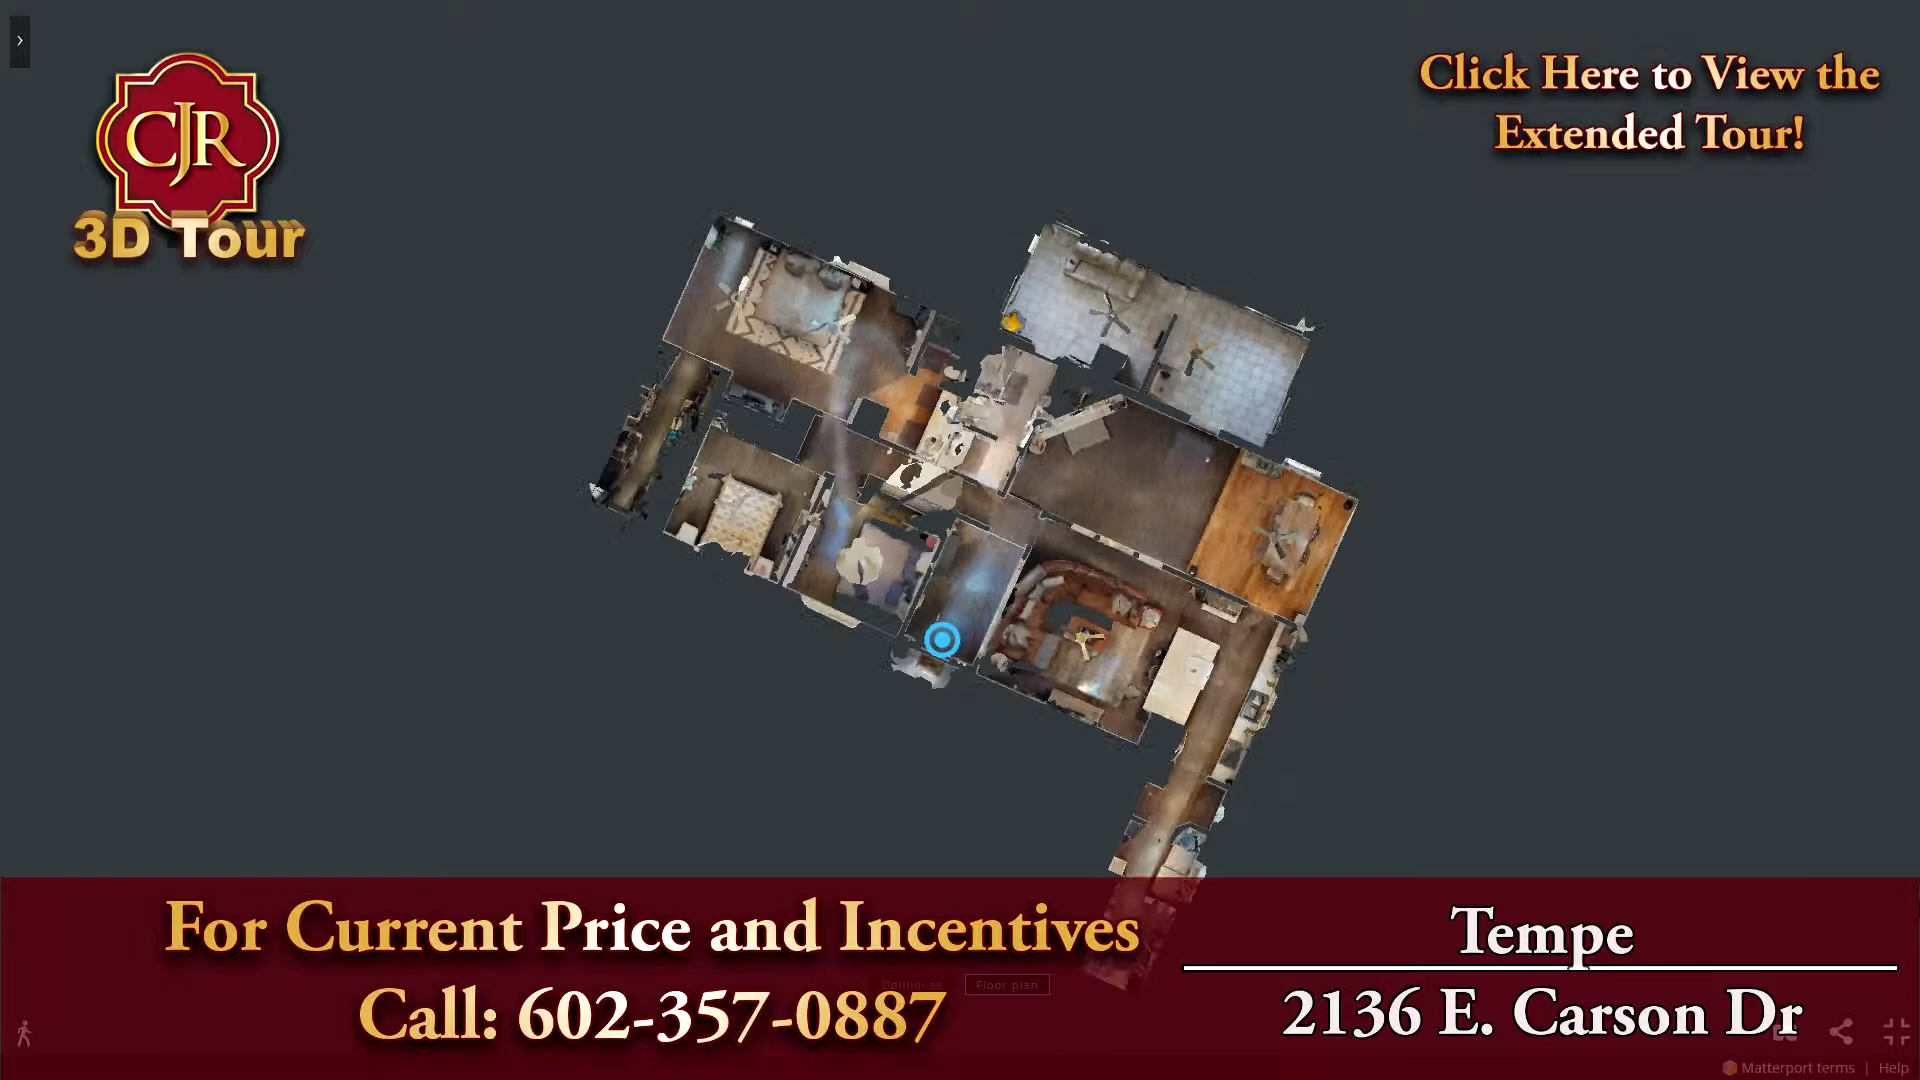 ›
CJR
3D Tour
Click Here to View the
Extended Tour!
For Current Price and Incentives
Call: 602-357-0887
Dollhouse
Floor plan
Tempe
2136 E. Carson Dr
Matterport terms | Help